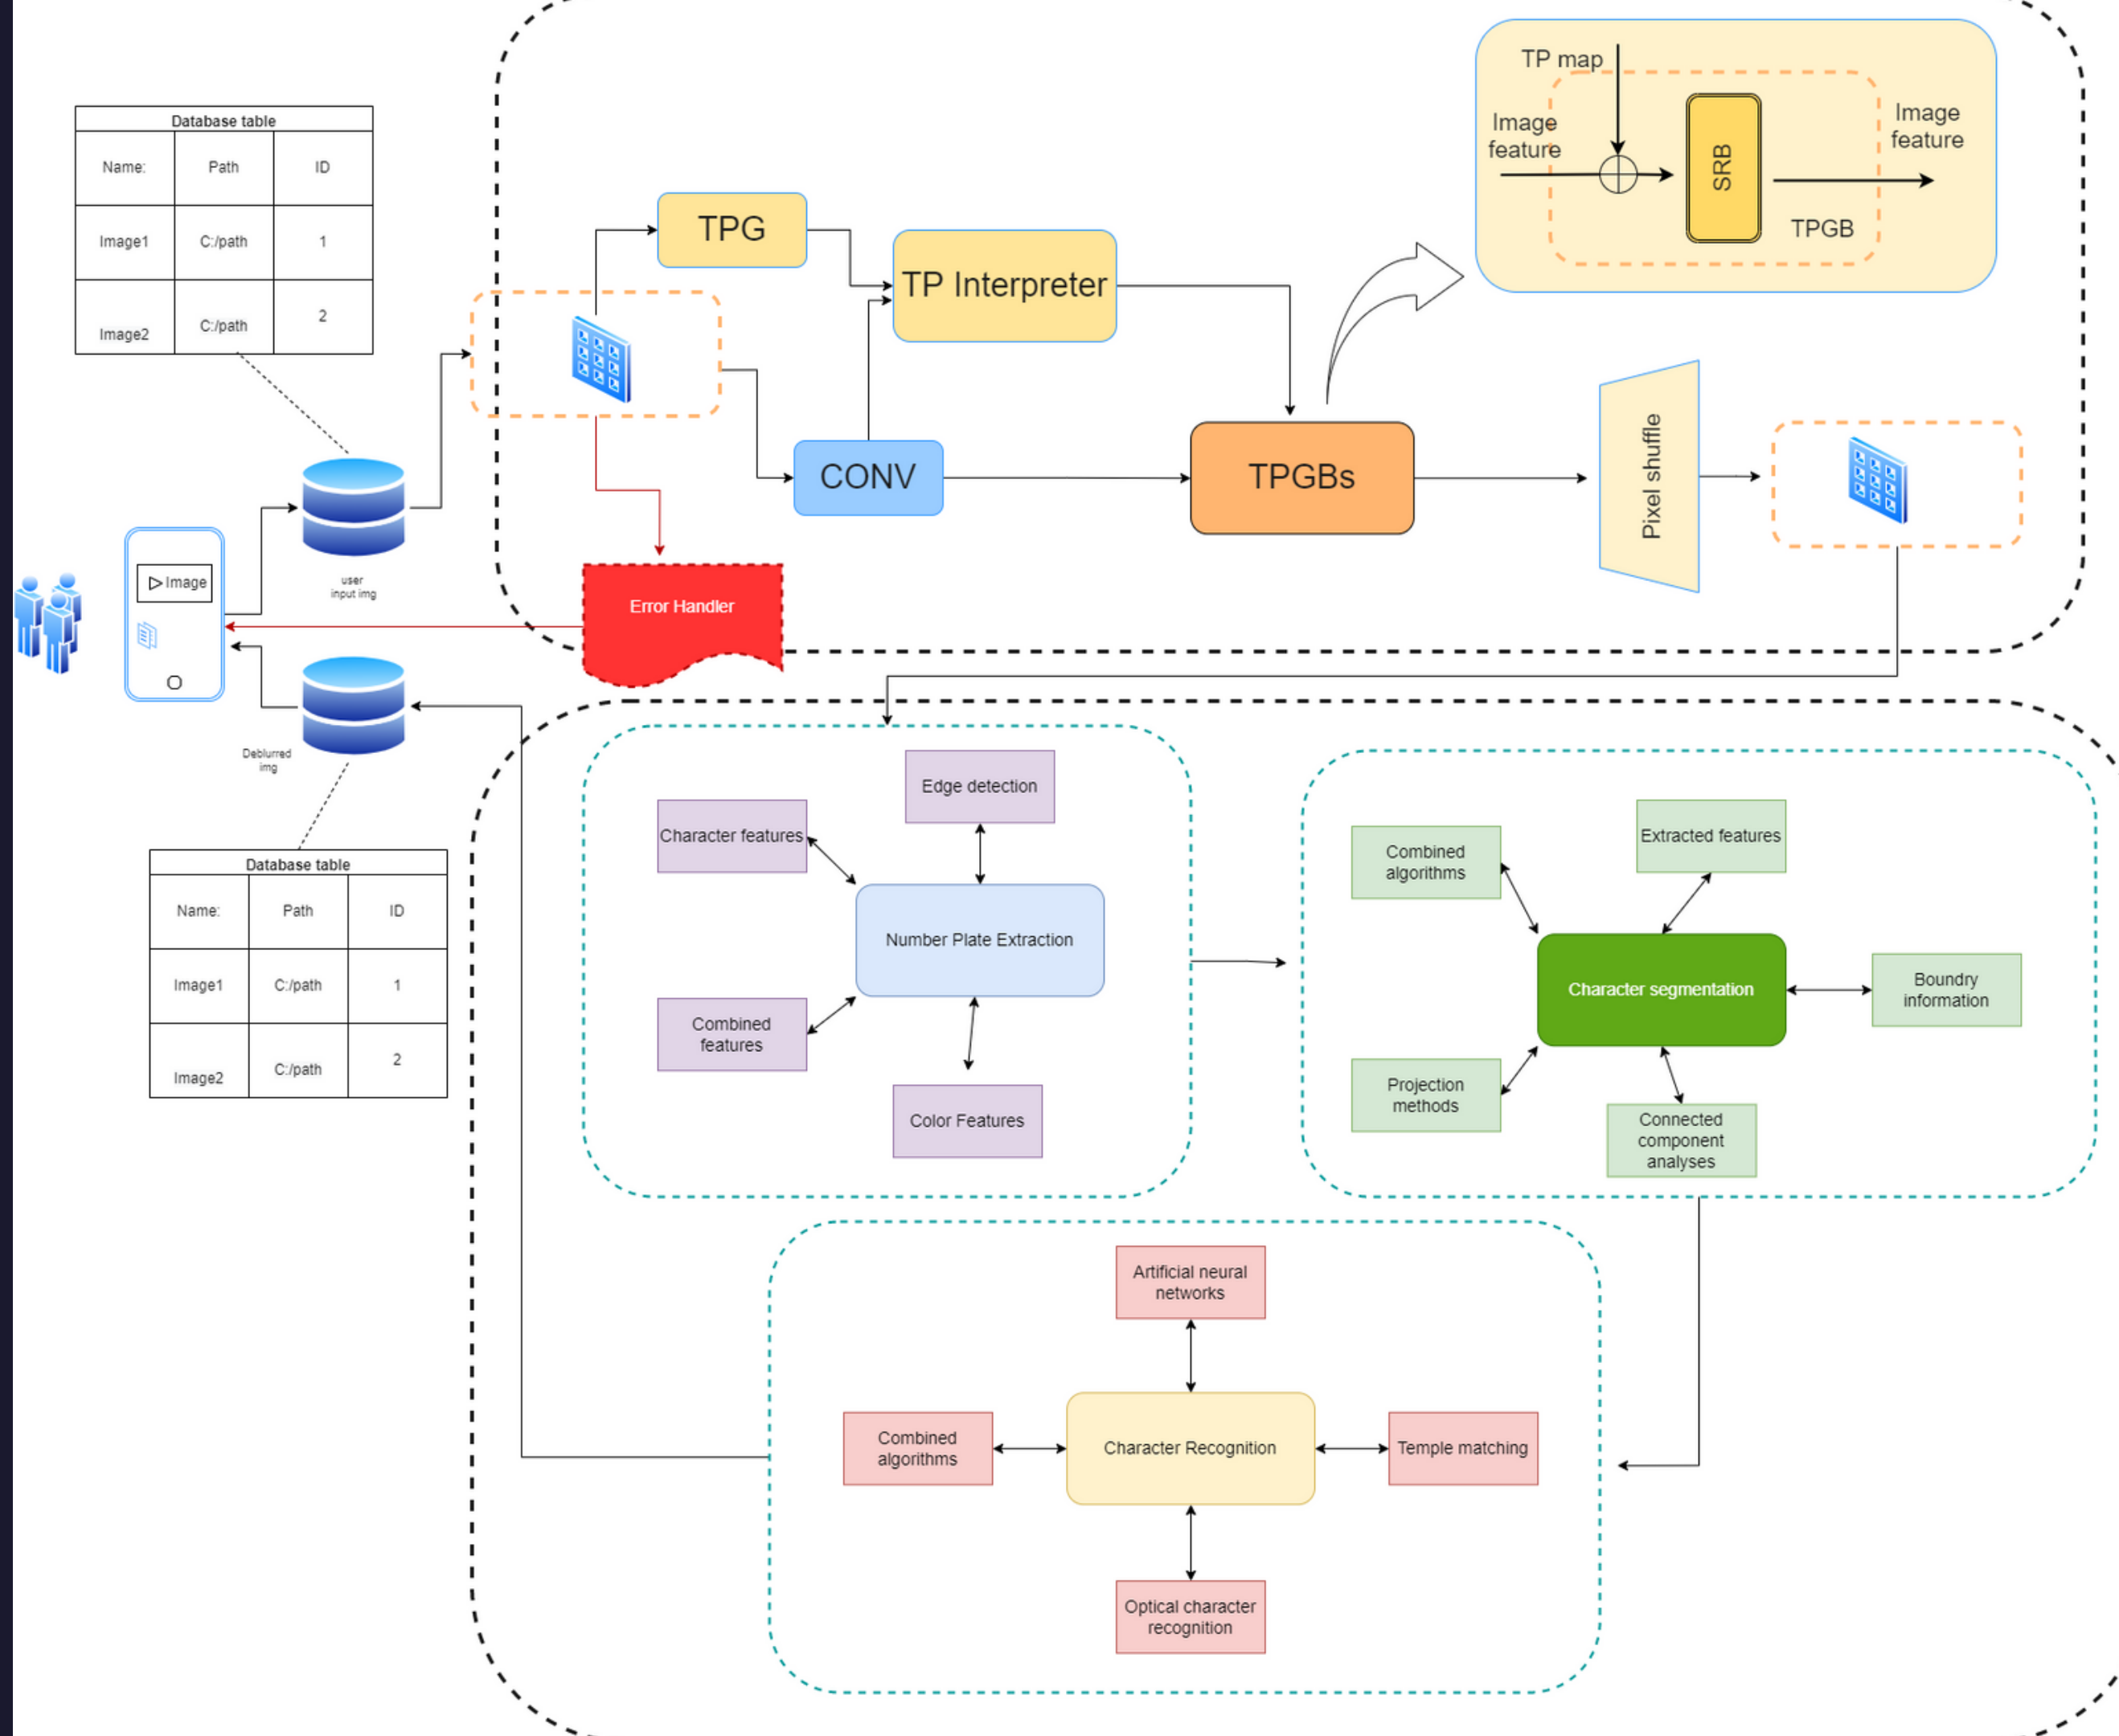 Database table
Name: Path ID
Image1 C:/path 1
Image2 C:/path 2
TP map
Image
feature
SRB
Image
feature
TPGB
TPG
TP Interpreter
CONV
TPGBs
Pixel shuffle
Image
user
input img
Error Handler
Deblurred
img
Database table
Name: Path ID
Image1 C:/path 1
Image2 C:/path 2
Edge detection
Character features
Number Plate Extraction
Combined
features
Color Features
Combined
algorithms
Extracted features
Character segmentation
Boundry
information
Projection
methods
Connected
component
analyses
Artificial neural
networks
Combined
algorithms
Character Recognition
Temple matching
Optical character
recognition